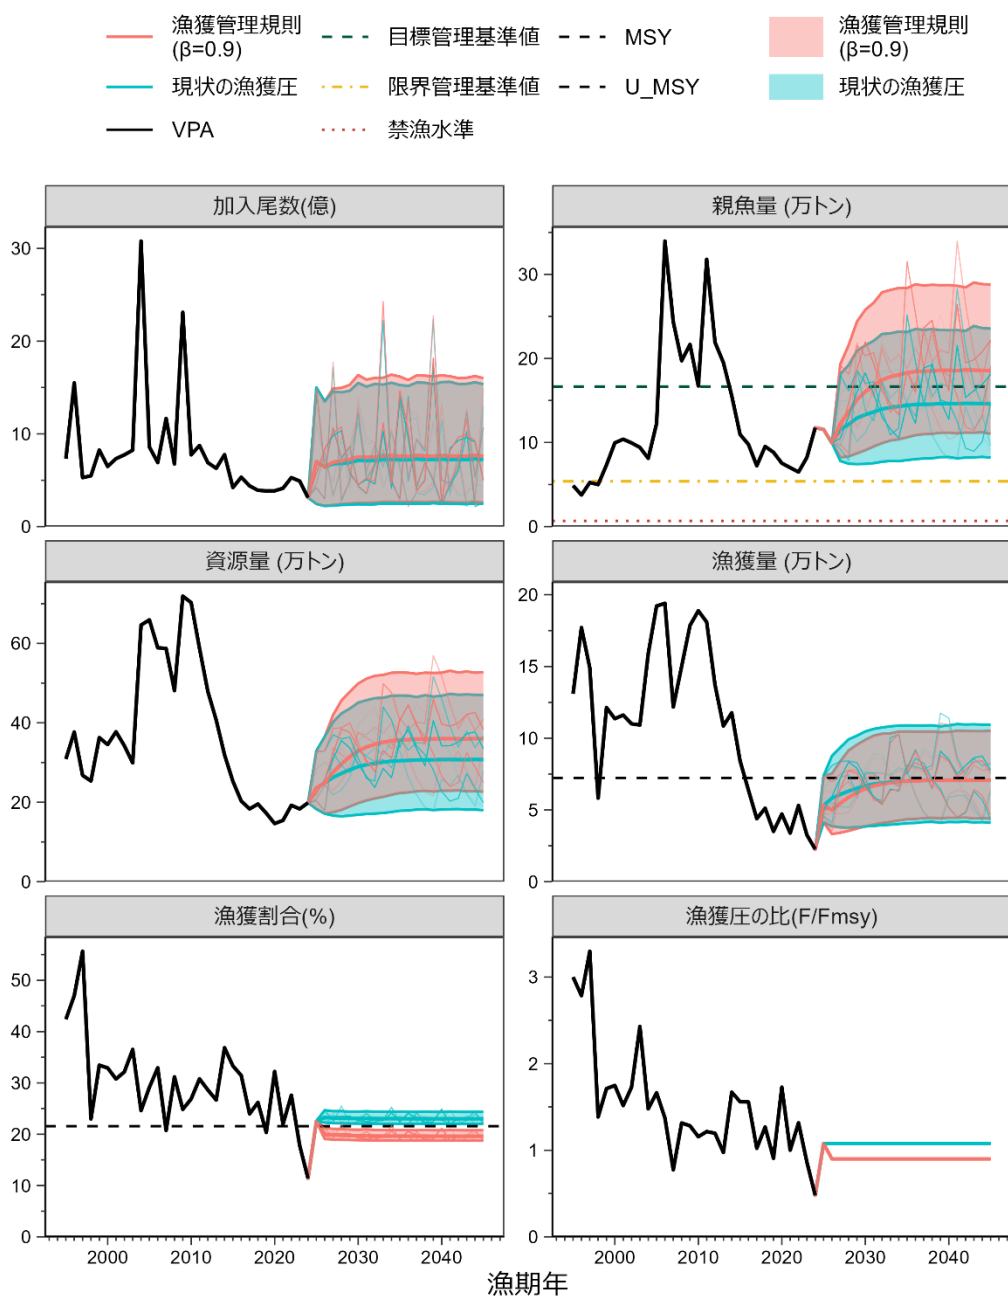 漁獲管理規則
(β=0.9)
現状の漁獲圧
VPA
目標管理基準値
限界管理基準値
禁漁水準
MSY
U_MSY
漁獲管理規則
(β=0.9)
現状の漁獲圧
加入尾数(億)
30
20
10
0
親魚量 (万トン)
30
20
10
0
資源量 (万トン)
60
40
20
0
漁獲量 (万トン)
20
15
10
5
0
漁獲割合(%)
50
40
30
20
10
0
2000 2010 2020 2030 2040
漁獲圧の比(F/Fmsy)
3
2
1
0
2000 2010 2020 2030 2040
漁期年